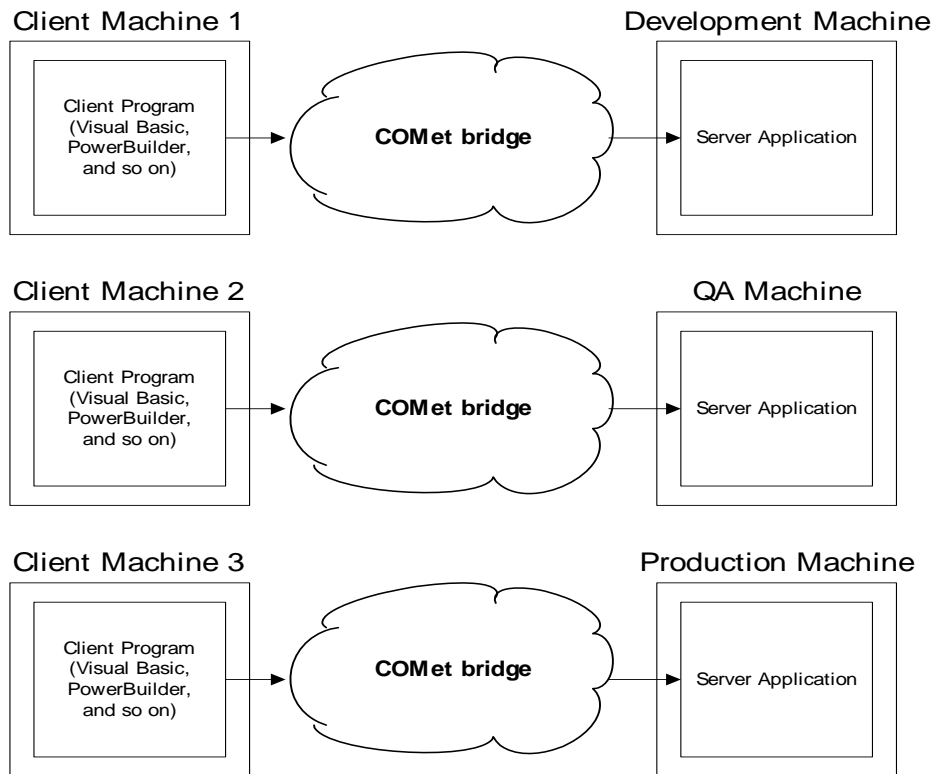 Client Machine 1
Development Machine
Client Program
(Visual Basic,
PowerBuilder,
and so on)
COMet bridge
Server Application
Client Machine 2
QA Machine
Client Program
(Visual Basic,
PowerBuilder,
and so on)
COMet bridge
Server Application
Client Machine 3
Production Machine
Client Program
(Visual Basic,
PowerBuilder,
and so on)
COMet bridge
Server Application